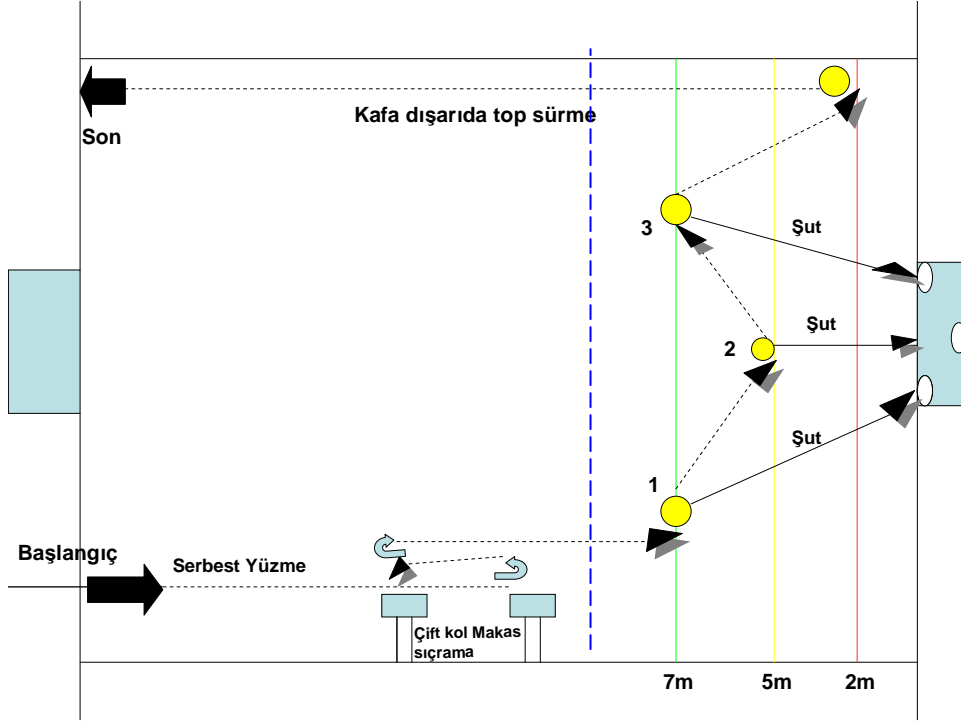 Kafa dışarıda top sürme
Son
3
Şut
2
Şut
1
Şut
Başlangıç
Serbest Yüzme
Çift kol Makas
sıçrama
7m
5m
2m